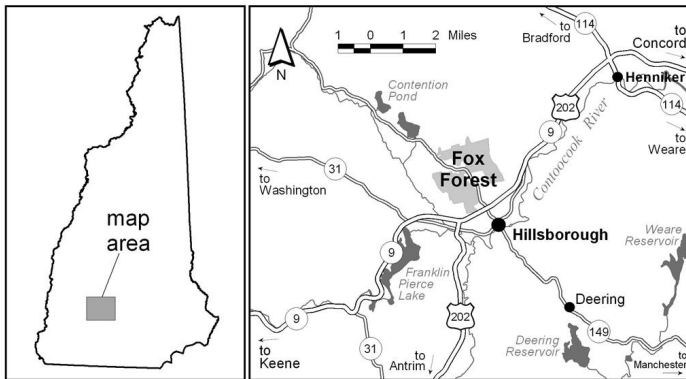 map
area
1 0 1 2 Miles
N
to
Bradford
114
to
Concord
Henniker
202
114
to
Weare
9
Contoocook River
Contention
Pond
Fox
Forest
31
to
Washington
Hillsborough
Weare
Reservoir
9
Franklin
Pierce
Lake
Deering
202
9
to
Keene
31
to
Antrim
Deering
Reservoir
149
to
Manchester